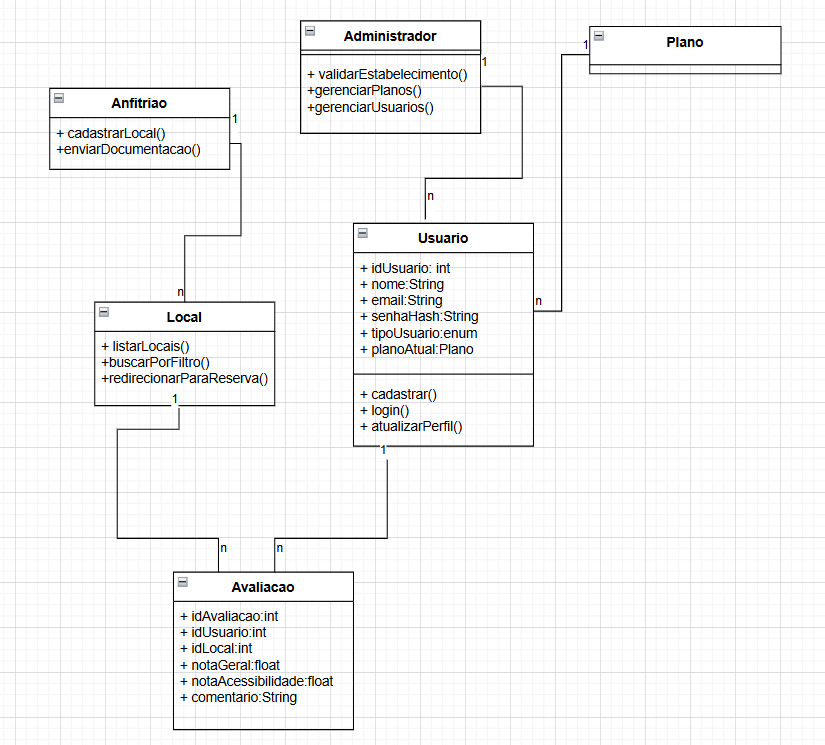 Administrador
+ validarEstabelecimento()
+gerenciarPlanos()
+gerenciarUsuarios()
1
1
Plano
Anfitriao
+ cadastrarLocal()
+enviarDocumentacao()
1
n
n
Local
+ listarLocais()
+buscarPorFiltro()
+redirecionarParaReserva()
1
Usuario
+ idUsuario: int
+ nome:String
+ email:String
+ senhaHash:String
+ tipoUsuario:enum
+ planoAtual:Plano
+ cadastrar()
+ login()
+ atualizarPerfil()
n
1
n
n
Avaliacao
+ idAvaliacao:int
+ idUsuario:int
+ idLocal:int
+ notaGeral:float
+ notaAcessibilidade:float
+ comentario:String